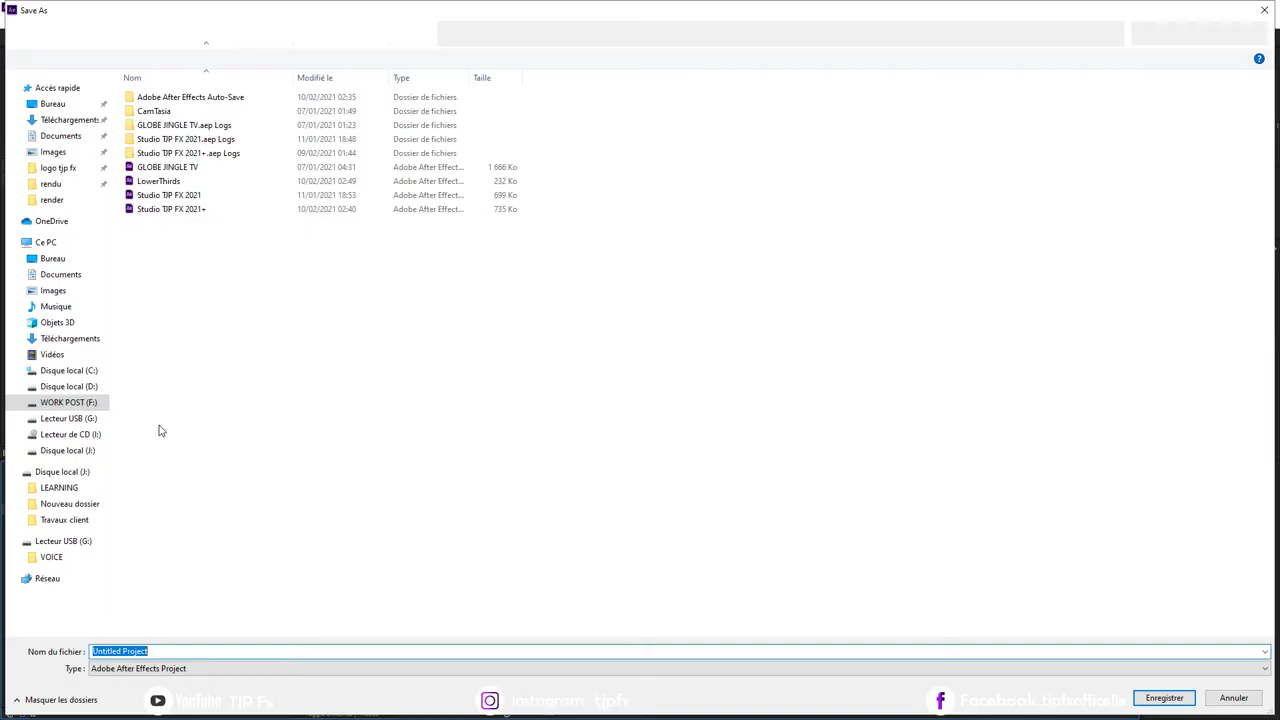 Save As
Nom Modifié le Type Taille
Accès rapide
Bureau
Téléchargements
Documents
Images
logo tjp fx
rendu
render
OneDrive
Ce PC
Bureau
Documents
Images
Musique
Objets 3D
Téléchargements
Vidéos
Disque local (C:)
Disque local (D:)
WORK POST (F:)
Lecteur USB (G:)
Lecteur de CD (I:)
Disque local (J:)
Disque local (J:)
LEARNING
Nouveau dossier
Travaux client
Lecteur USB (G:)
VOICE
Réseau
Adobe After Effects Auto-Save 10/02/2021 02:35 Dossier de fichiers
CamTasia 07/01/2021 01:49 Dossier de fichiers
GLOBE JINGLE TV.aep Logs 07/01/2021 01:23 Dossier de fichiers
Studio TJP FX 2021.aep Logs 11/01/2021 18:48 Dossier de fichiers
Studio TJP FX 2021+.aep Logs 09/02/2021 01:44 Dossier de fichiers
GLOBE JINGLE TV 07/01/2021 04:31 Adobe After Effect... 1 666 Ko
LowerThirds 10/02/2021 02:49 Adobe After Effect... 232 Ko
Studio TJP FX 2021 11/01/2021 18:53 Adobe After Effect... 699 Ko
Studio TJP FX 2021+ 10/02/2021 02:40 Adobe After Effect... 735 Ko
Nom du fichier : Untitled Project
Type : Adobe After Effects Project
Masquer les dossiers
YouTube TJP Fx
instagram tjpfx
Enregistrer Annuler